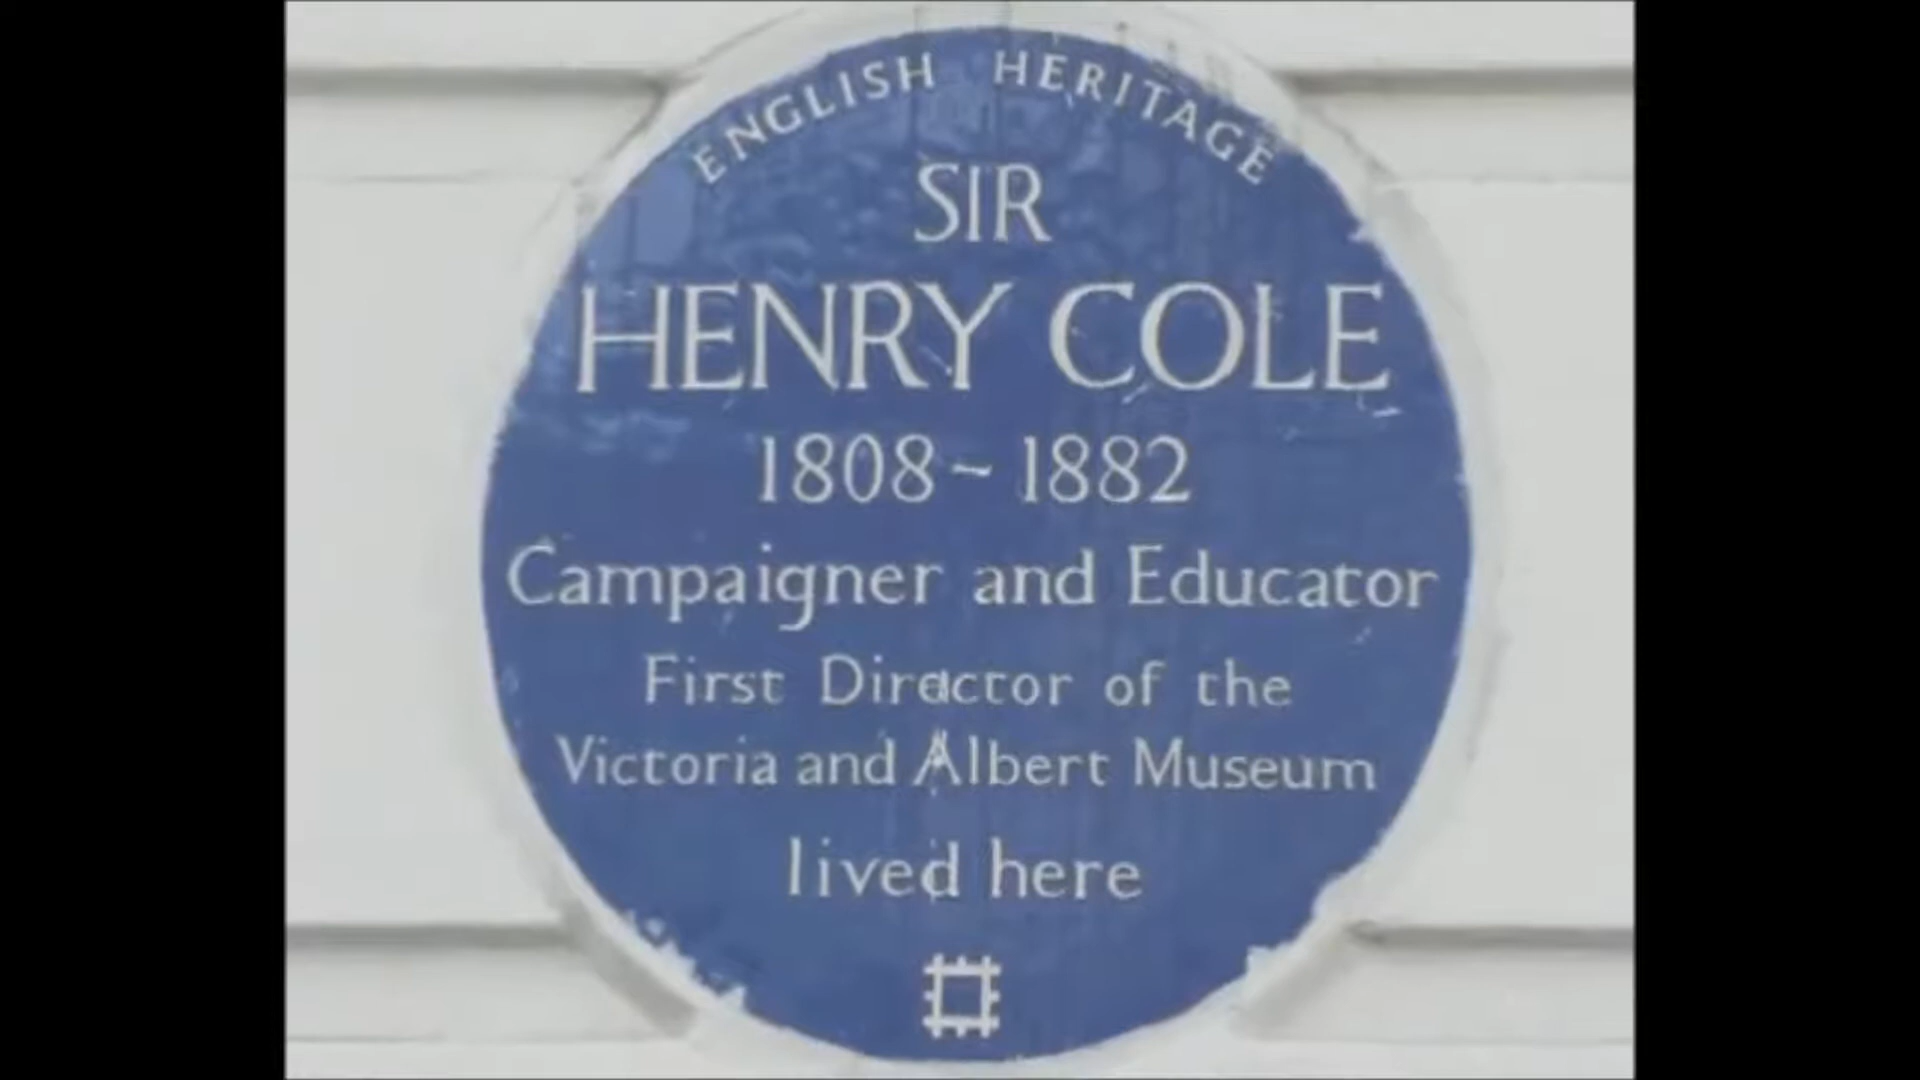 ENGLISH HERITAGE
SIR
HENRY COLE
1808 ~ 1882
Campaigner and Educator
First Director of the
Victoria and Albert Museum
lived here